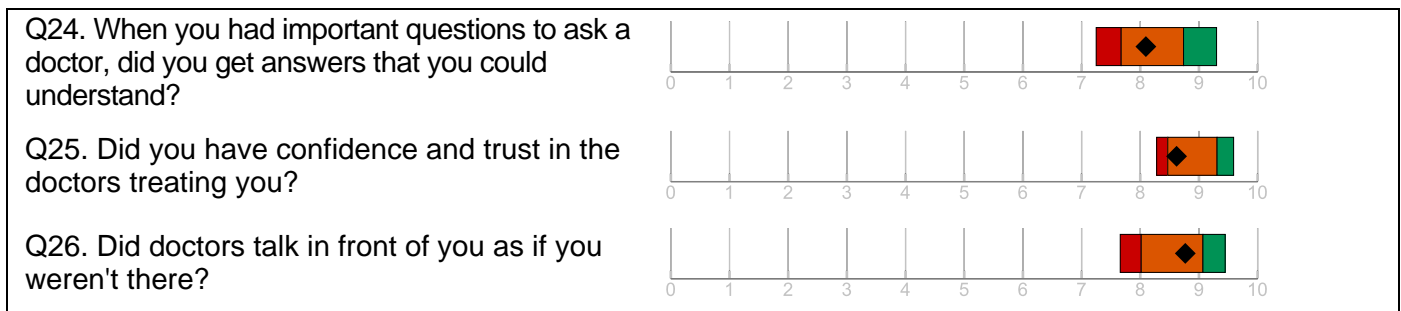 Q24. When you had important questions to ask a
doctor, did you get answers that you could
understand?
0 1 2 3 4 5 6 7 8 9 10
Q25. Did you have confidence and trust in the
doctors treating you?
0 1 2 3 4 5 6 7 8 9 10
Q26. Did doctors talk in front of you as if you
weren't there?
0 1 2 3 4 5 6 7 8 9 10